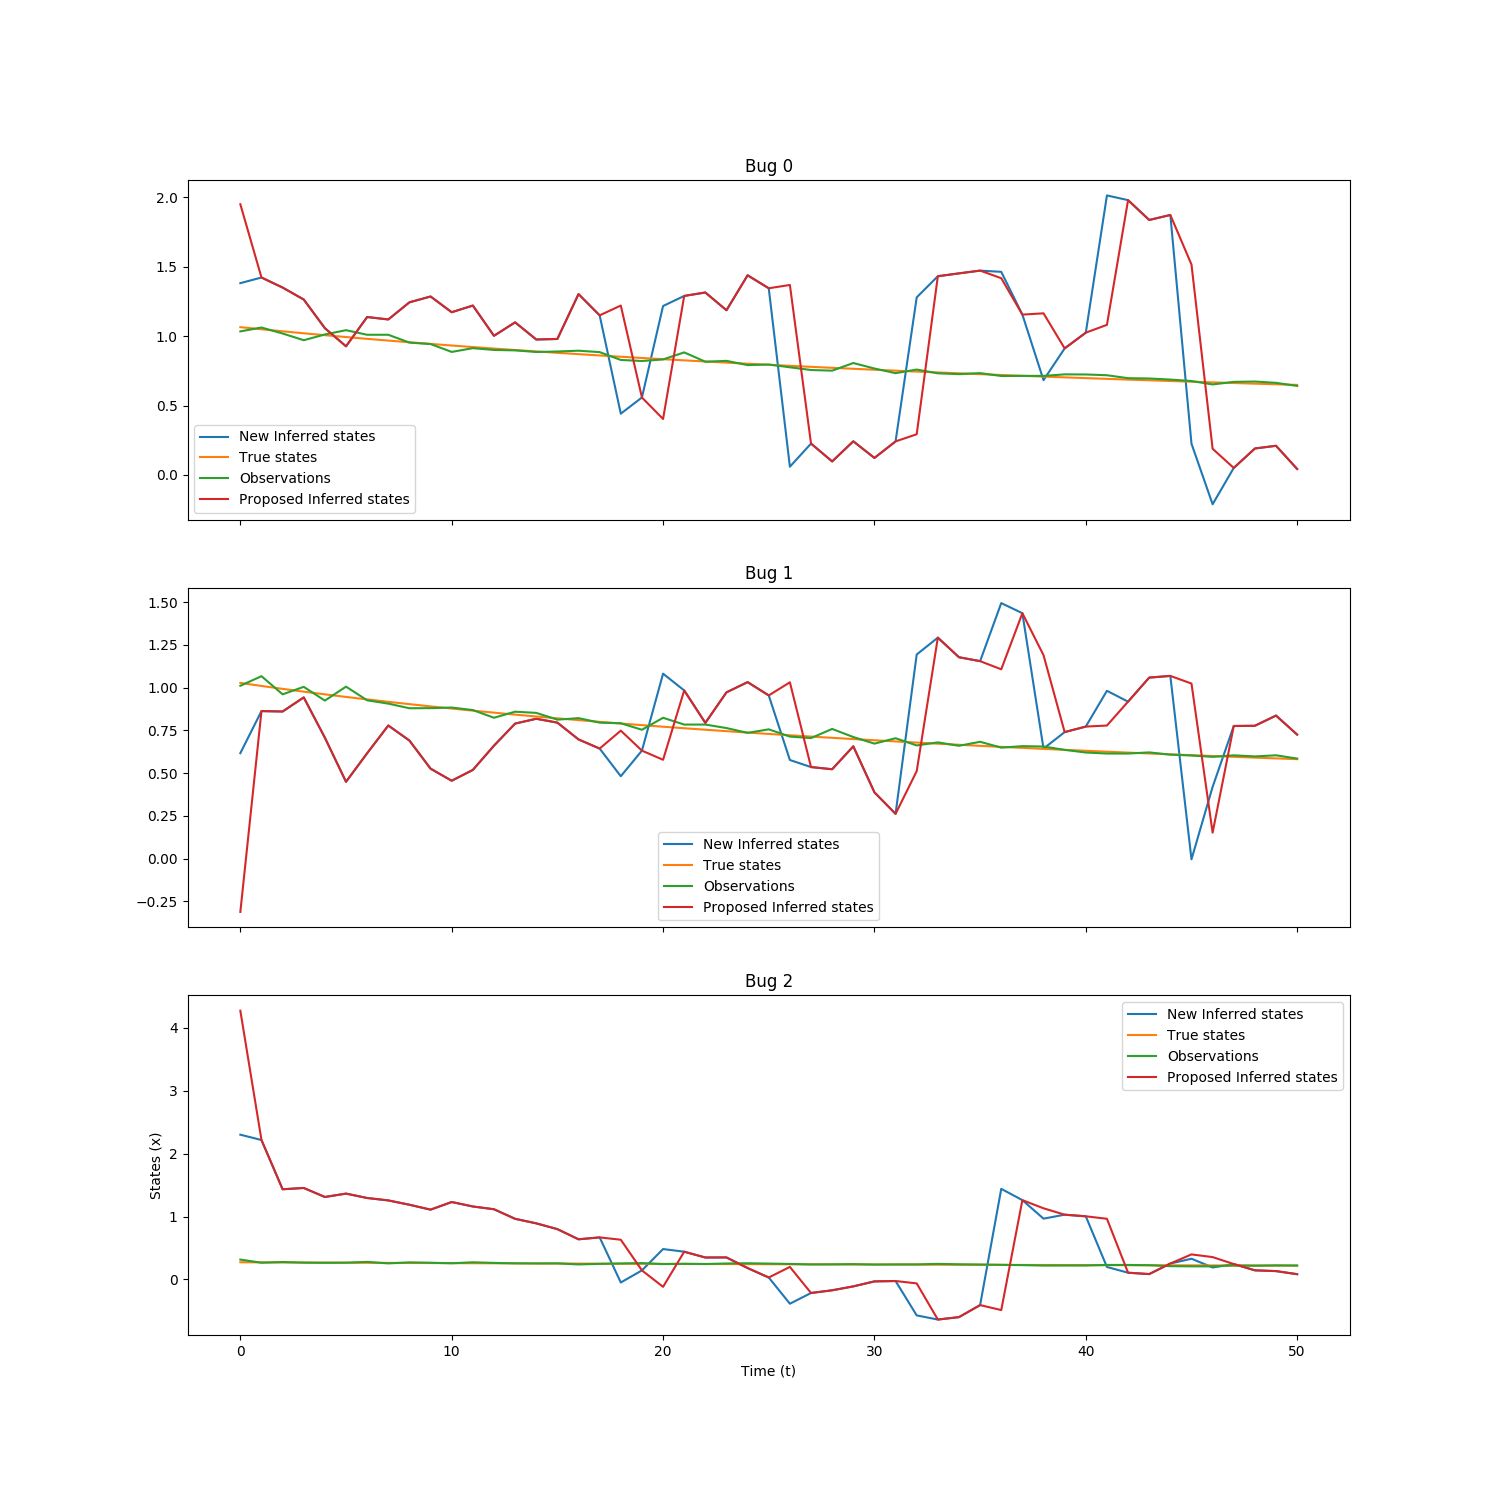 Bug 0
2.0
1.5
1.0
0.5
0.0
New Inferred states
True states
Observations
Proposed Inferred states
Bug 1
1.50
1.25
1.00
0.75
0.50
0.25
0.00
−0.25
New Inferred states
True states
Observations
Proposed Inferred states
Bug 2
4
3
2
1
0
States (x)
New Inferred states
True states
Observations
Proposed Inferred states
0 10 20 30 40 50
Time (t)